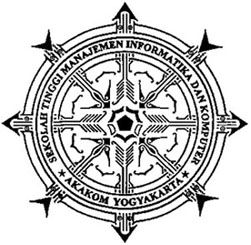 SEKOLAH TINGGI MANAJEMEN INFORMATIKA DAN KOMPUTER
* AKAKOM YOGYAKARTA *